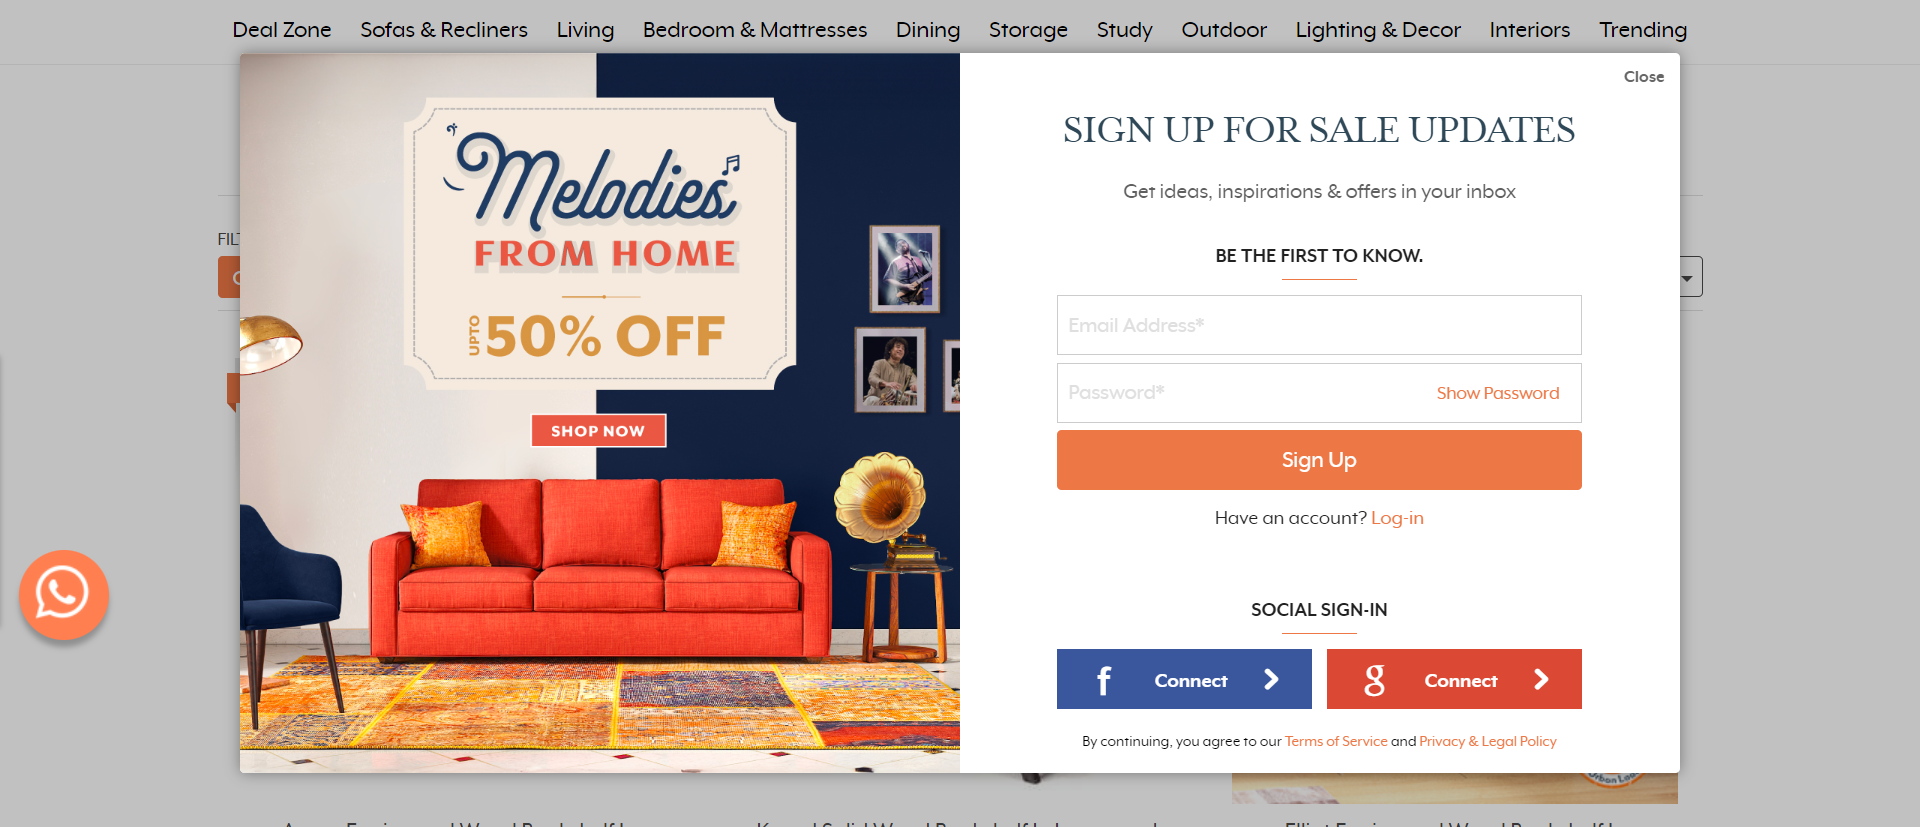 Deal Zone Sofas & Recliners Living Bedroom & Mattresses Dining Storage Study Outdoor Lighting & Decor Interiors Trending
Close
Melodies
FROM HOME
UPTO 50% OFF
SHOP NOW
SIGN UP FOR SALE UPDATES
Get ideas, inspirations & offers in your inbox
BE THE FIRST TO KNOW.
Email Address*
Password* Show Password
Sign Up
Have an account? Log-in
SOCIAL SIGN-IN
f Connect g Connect
By continuing, you agree to our Terms of Service and Privacy & Legal Policy